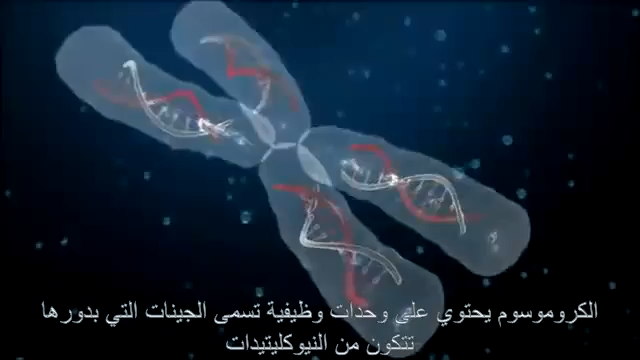 الكروموسوم يحتوي على وحدات وظيفية تسمى الجينات التي بدورها
تتكون من النيوكليتيدات